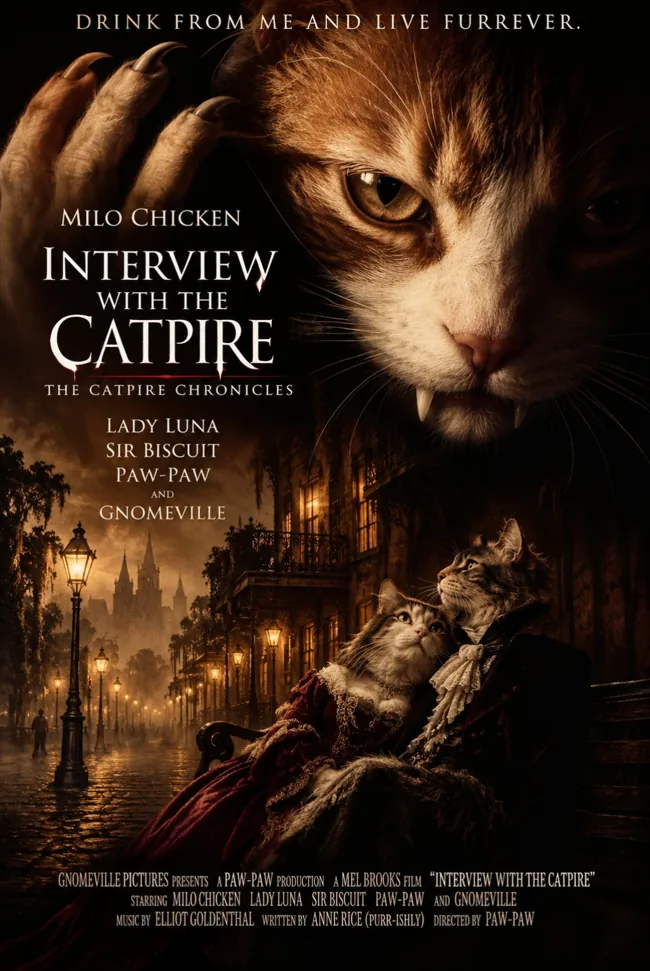 DRINK FROM ME AND LIVE FURREVER.
MILO CHICKEN
INTERVIEW
WITH THE
CATPIRE
THE CATPIRE CHRONICLES
LADY LUNA
SIR BISCUIT
PAW-PAW
AND
GNOMEVILLE
GNOMEVILLE PICTURES PRESENTS A PAW-PAW PRODUCTION A MEL BROOKS FILM "INTERVIEW WITH THE CATPIRE"
STARRING MILO CHICKEN LADY LUNA SIR BISCUIT PAW-PAW AND GNOMEVILLE
MUSIC BY ELLIOT GOLDENTHAL WRITTEN BY ANNE RICE (PURR-ISHLY) DIRECTED BY PAW-PAW